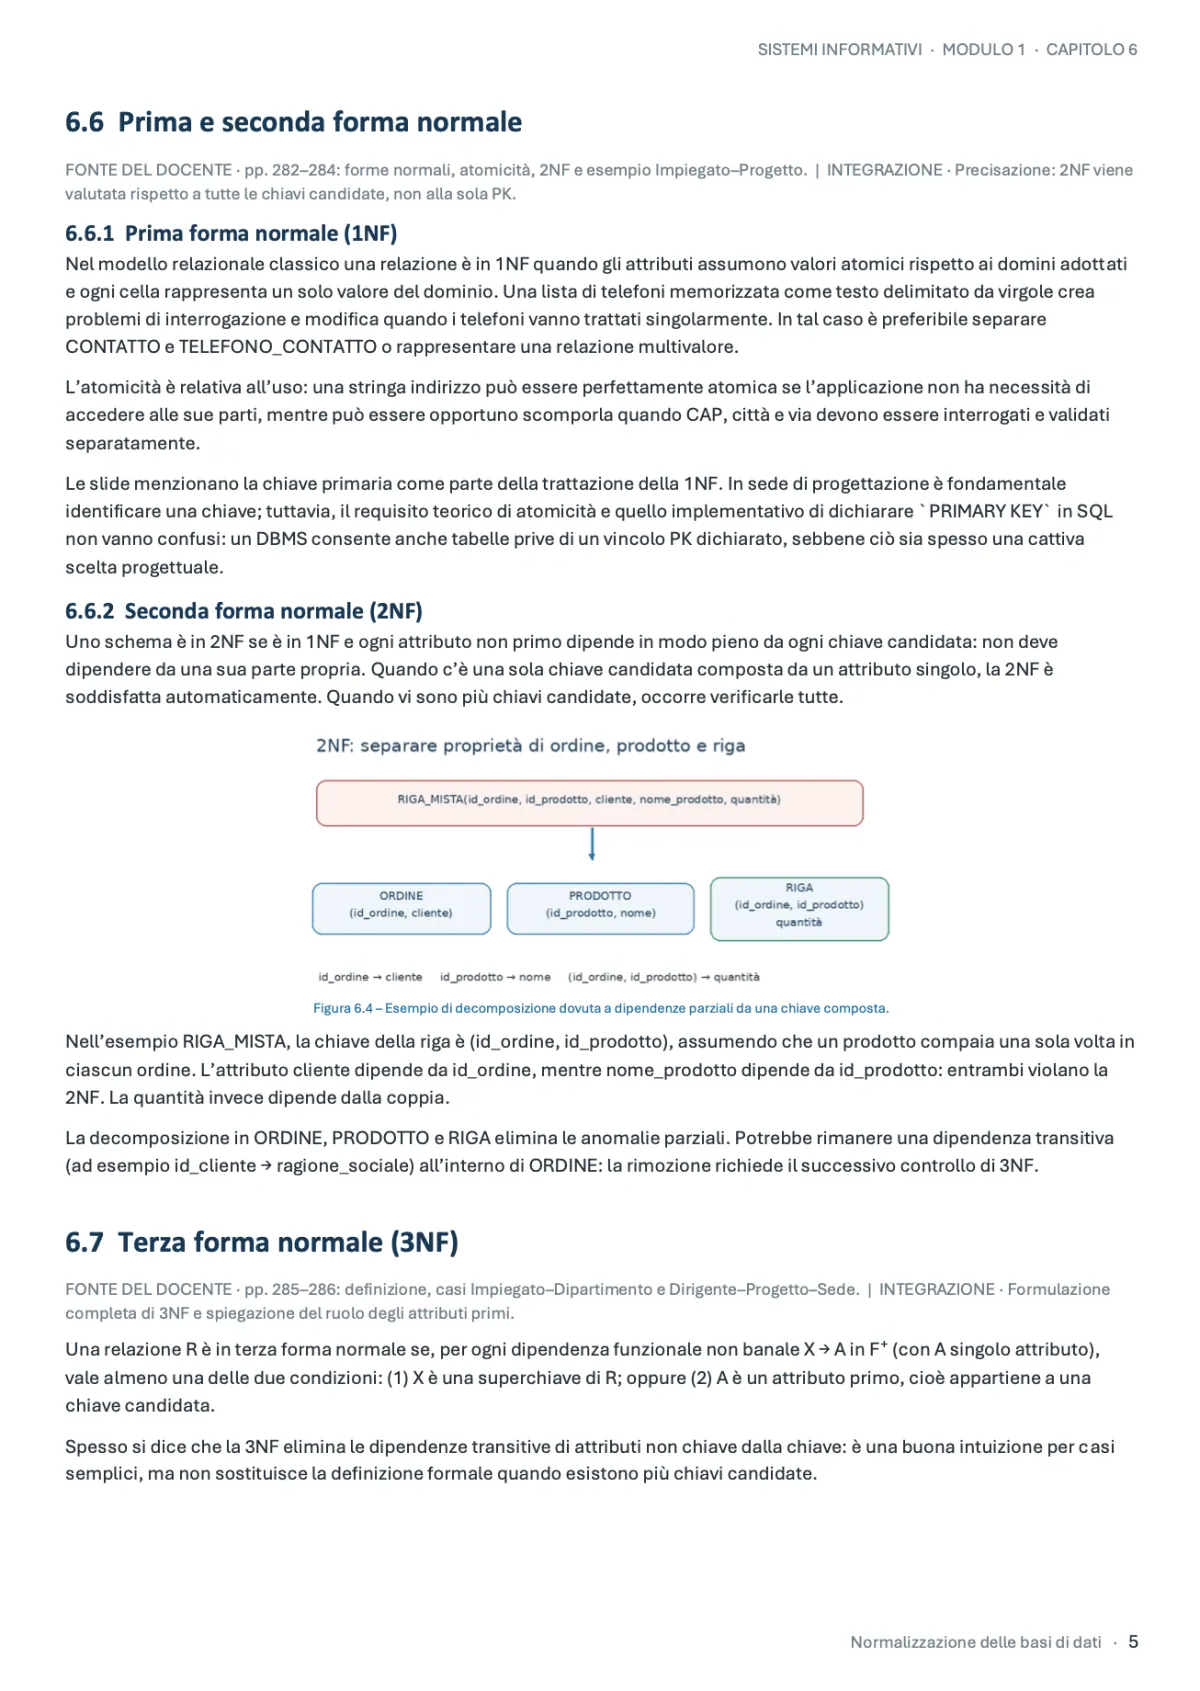 SISTEMI INFORMATIVI · MODULO 1 · CAPITOLO 6
6.6 Prima e seconda forma normale
FONTE DEL DOCENTE · pp. 282–284: forme normali, atomicità, 2NF e esempio Impiegato–Progetto. | INTEGRAZIONE · Precisazione: 2NF viene
valutata rispetto a tutte le chiavi candidate, non alla sola PK.
6.6.1 Prima forma normale (1NF)
Nel modello relazionale classico una relazione è in 1NF quando gli attributi assumono valori atomici rispetto ai domini adottati
e ogni cella rappresenta un solo valore del dominio. Una lista di telefoni memorizzata come testo delimitato da virgole crea
problemi di interrogazione e modifica quando i telefoni vanno trattati singolarmente. In tal caso è preferibile separare
CONTATTO e TELEFONO_CONTATTO o rappresentare una relazione multivalore.
L’atomicità è relativa all’uso: una stringa indirizzo può essere perfettamente atomica se l’applicazione non ha necessità di
accedere alle sue parti, mentre può essere opportuno scomporla quando CAP, città e via devono essere interrogati e validati
separatamente.
Le slide menzionano la chiave primaria come parte della trattazione della 1NF. In sede di progettazione è fondamentale
identificare una chiave; tuttavia, il requisito teorico di atomicità e quello implementativo di dichiarare `PRIMARY KEY` in SQL
non vanno confusi: un DBMS consente anche tabelle prive di un vincolo PK dichiarato, sebbene ciò sia spesso una cattiva
scelta progettuale.
6.6.2 Seconda forma normale (2NF)
Uno schema è in 2NF se è in 1NF e ogni attributo non primo dipende in modo pieno da ogni chiave candidata: non deve
dipendere da una sua parte propria. Quando c’è una sola chiave candidata composta da un attributo singolo, la 2NF è
soddisfatta automaticamente. Quando vi sono più chiavi candidate, occorre verificarle tutte.
2NF: separare proprietà di ordine, prodotto e riga
RIGA_MISTA(id_ordine, id_prodotto, cliente, nome_prodotto, quantità)
ORDINE
(id_ordine, cliente)
PRODOTTO
(id_prodotto, nome)
RIGA
(id_ordine, id_prodotto)
quantità
id_ordine → cliente id_prodotto → nome (id_ordine, id_prodotto) → quantità
Figura 6.4 – Esempio di decomposizione dovuta a dipendenze parziali da una chiave composta.
Nell’esempio RIGA_MISTA, la chiave della riga è (id_ordine, id_prodotto), assumendo che un prodotto compaia una sola volta in
ciascun ordine. L’attributo cliente dipende da id_ordine, mentre nome_prodotto dipende da id_prodotto: entrambi violano la
2NF. La quantità invece dipende dalla coppia.
La decomposizione in ORDINE, PRODOTTO e RIGA elimina le anomalie parziali. Potrebbe rimanere una dipendenza transitiva
(ad esempio id_cliente → ragione_sociale) all’interno di ORDINE: la rimozione richiede il successivo controllo di 3NF.
6.7 Terza forma normale (3NF)
FONTE DEL DOCENTE · pp. 285–286: definizione, casi Impiegato–Dipartimento e Dirigente–Progetto–Sede. | INTEGRAZIONE · Formulazione
completa di 3NF e spiegazione del ruolo degli attributi primi.
Una relazione R è in terza forma normale se, per ogni dipendenza funzionale non banale X → A in F⁺ (con A singolo attributo),
vale almeno una delle due condizioni: (1) X è una superchiave di R; oppure (2) A è un attributo primo, cioè appartiene a una
chiave candidata.
Spesso si dice che la 3NF elimina le dipendenze transitive di attributi non chiave dalla chiave: è una buona intuizione per casi
semplici, ma non sostituisce la definizione formale quando esistono più chiavi candidate.
Normalizzazione delle basi di dati · 5